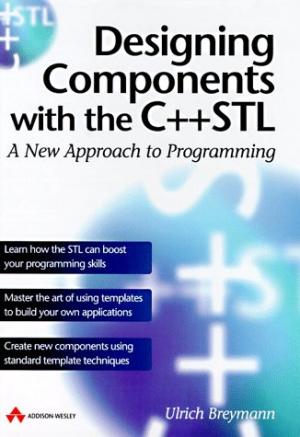 STL
Designing
Components
with the C++STL
A New Approach to Programming
Learn how the STL can boost
your programming skills
Master the art of using templates
to build your own applications
Create new components using
standard template techniques
ADDISON-WESLEY
Ulrich Breymann